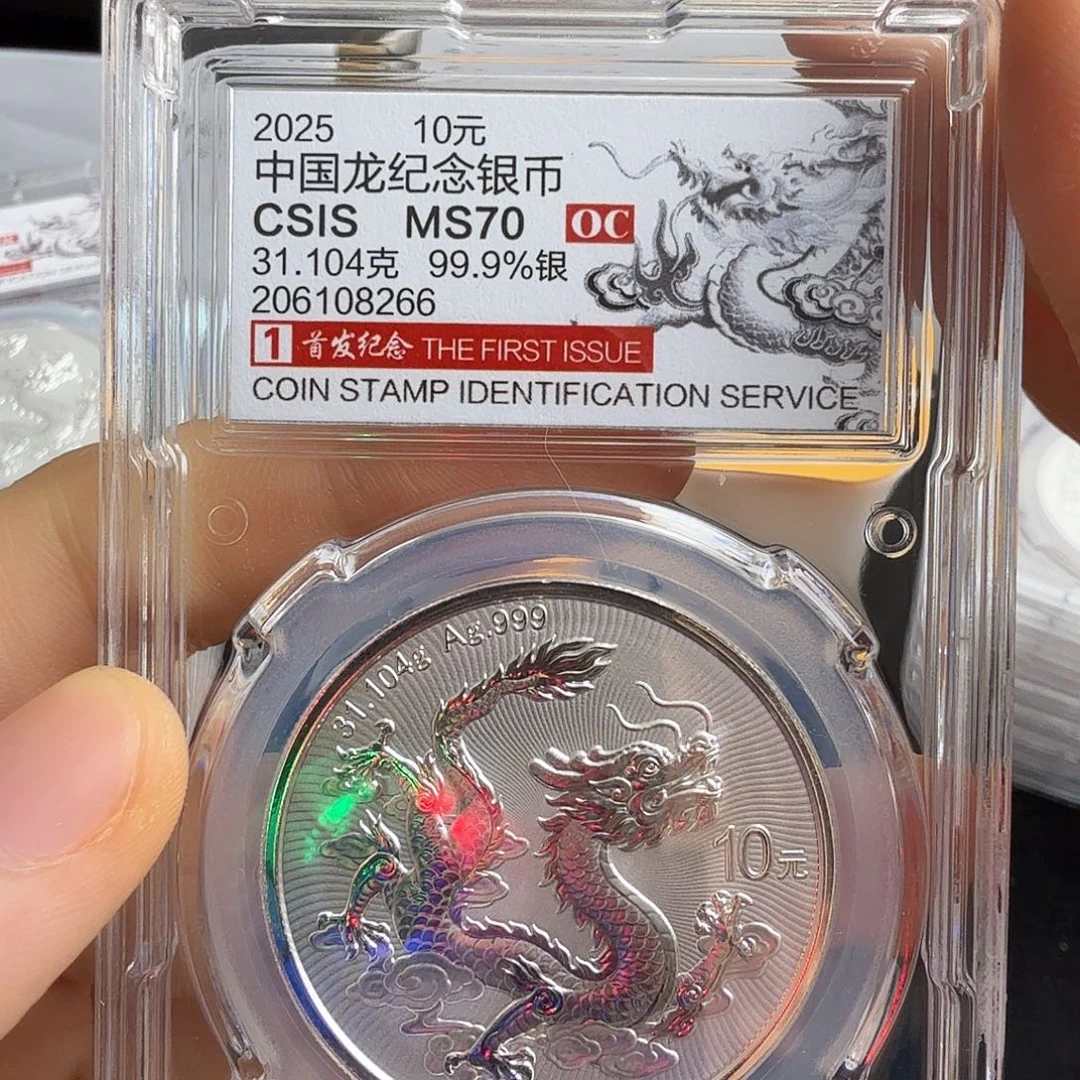 2025 10元
中国龙纪念银币
CSIS MS70 OC
31.104克 99.9%银
206108266
1 首发纪念 THE FIRST ISSUE
COIN STAMP IDENTIFICATION SERVICE
31.104g Ag.999
10元